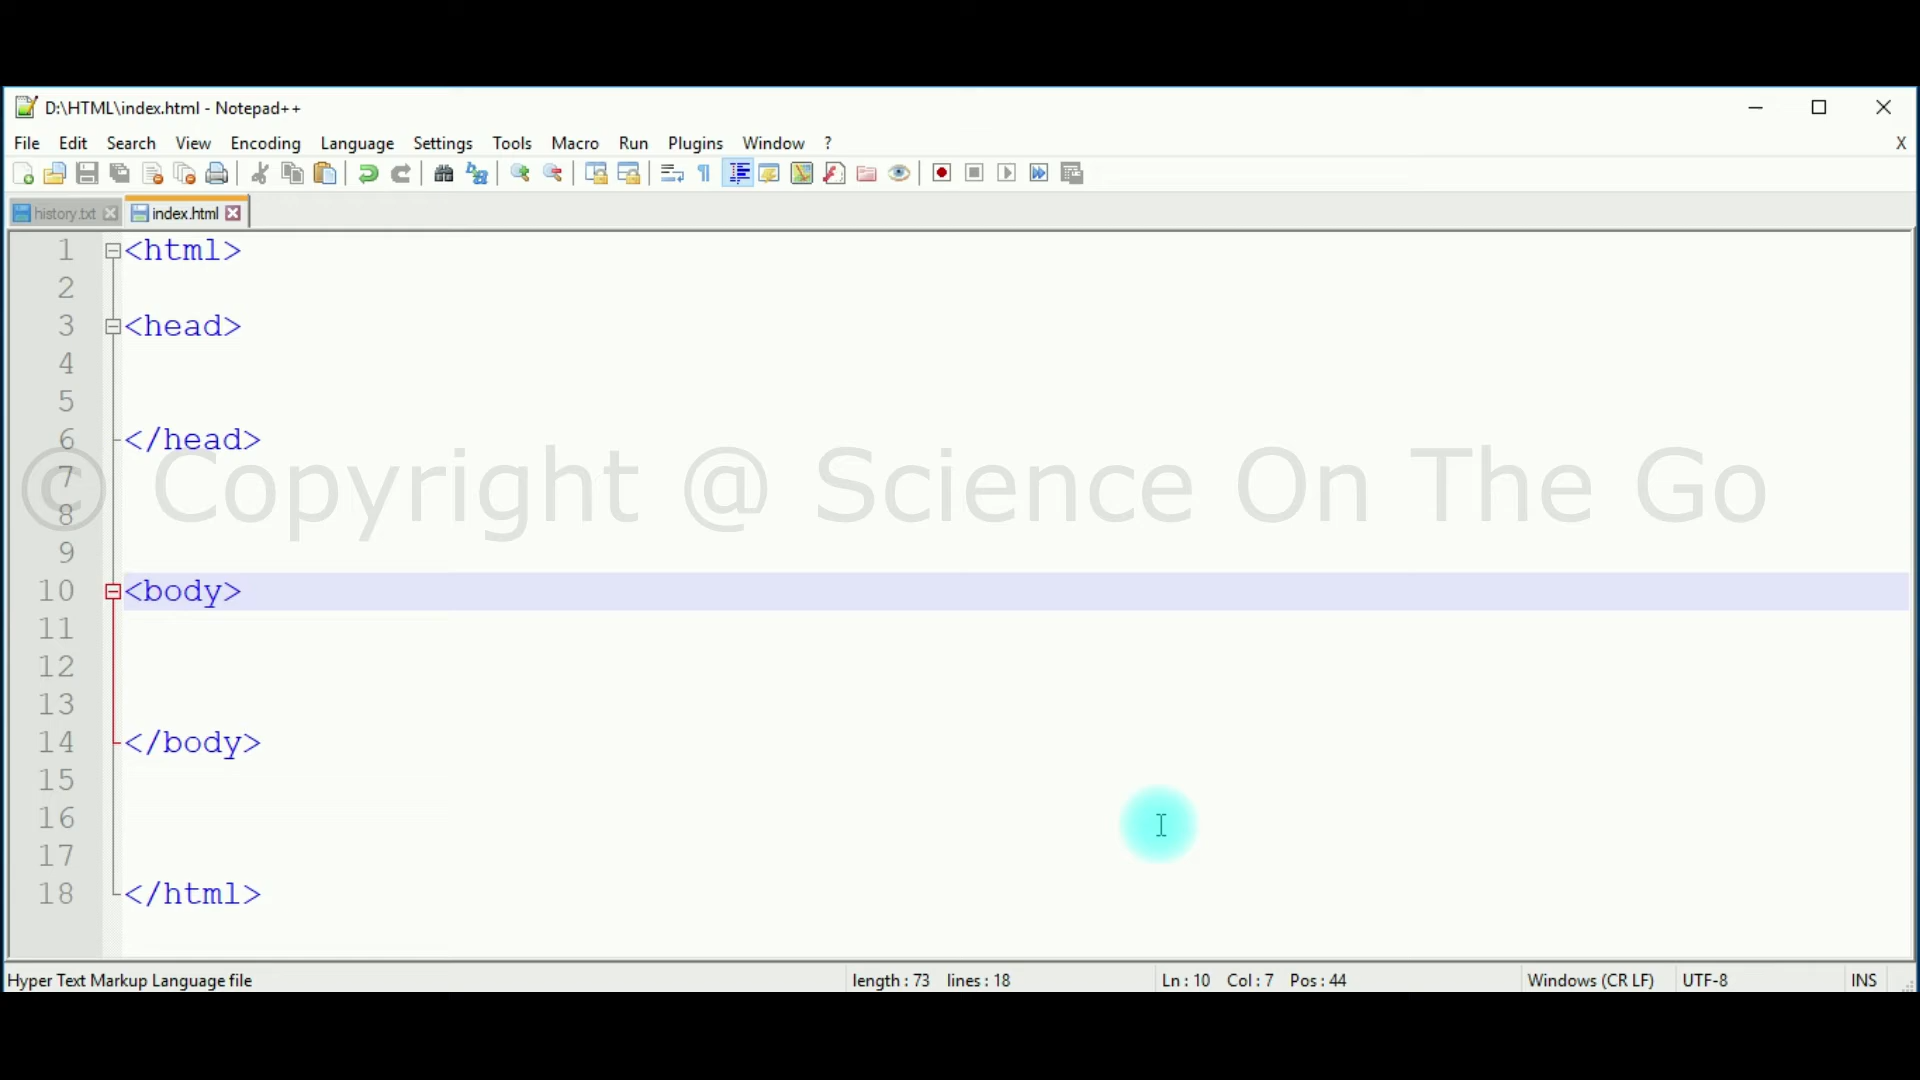 D:\HTML\index.html - Notepad++
File Edit Search View Encoding Language Settings Tools Macro Run Plugins Window ? X
history.txt index.html
1 <html>
2
3 <head>
4
5
6 </head>
7
© Copyright @ Science On The Go
8
9
10 <body>
11
12
13
14 </body>
15
16
17
18 </html>
Hyper Text Markup Language file length : 73 lines : 18 Ln : 10 Col : 7 Pos : 44 Windows (CR LF) UTF-8 INS